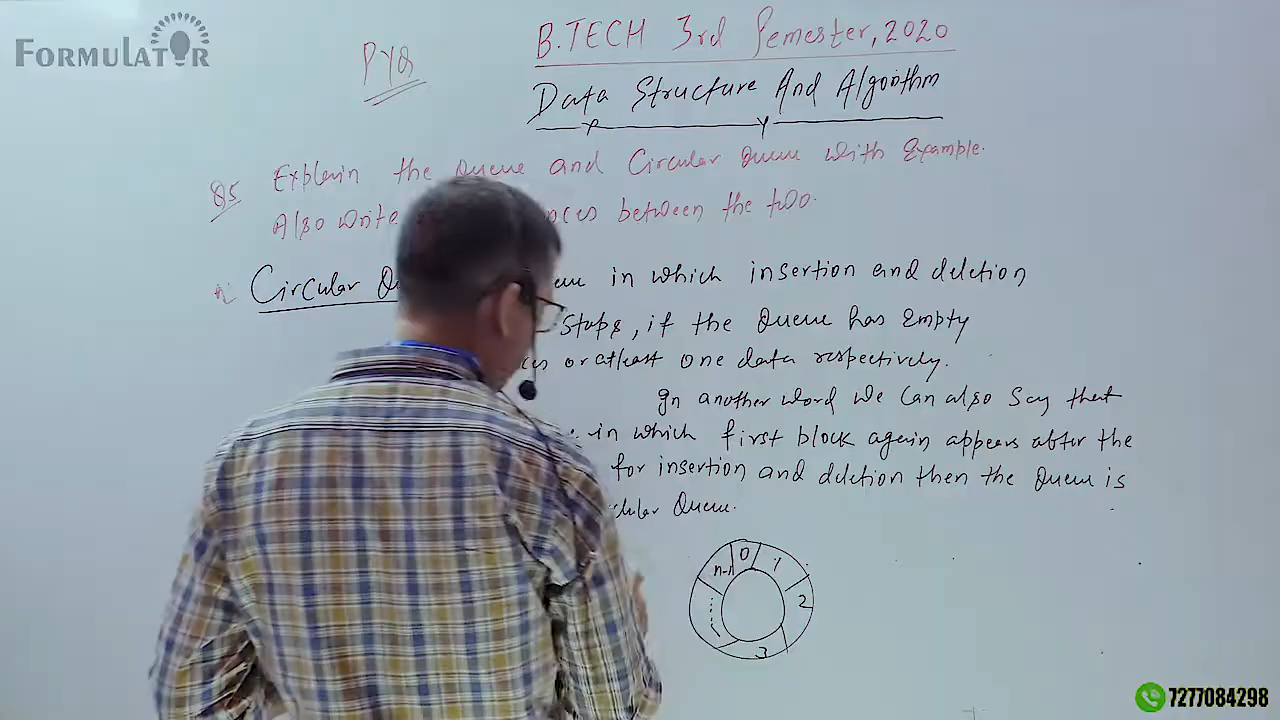 FORMULATOR
PYQ
B.TECH 3rd Semester, 2020
Data Structure And Algorithm
Q5 Explain the Queue and Circular Queue with Example.
Also write between the two.
Circular in which insertion and deletion
stops, if the Queue has Empty
or atleast one data respectively.
In another word we can also say that
in which first block again appears after the
for insertion and deletion then the Queue is
Queue.
0
1
2
3
n-1
7277084298